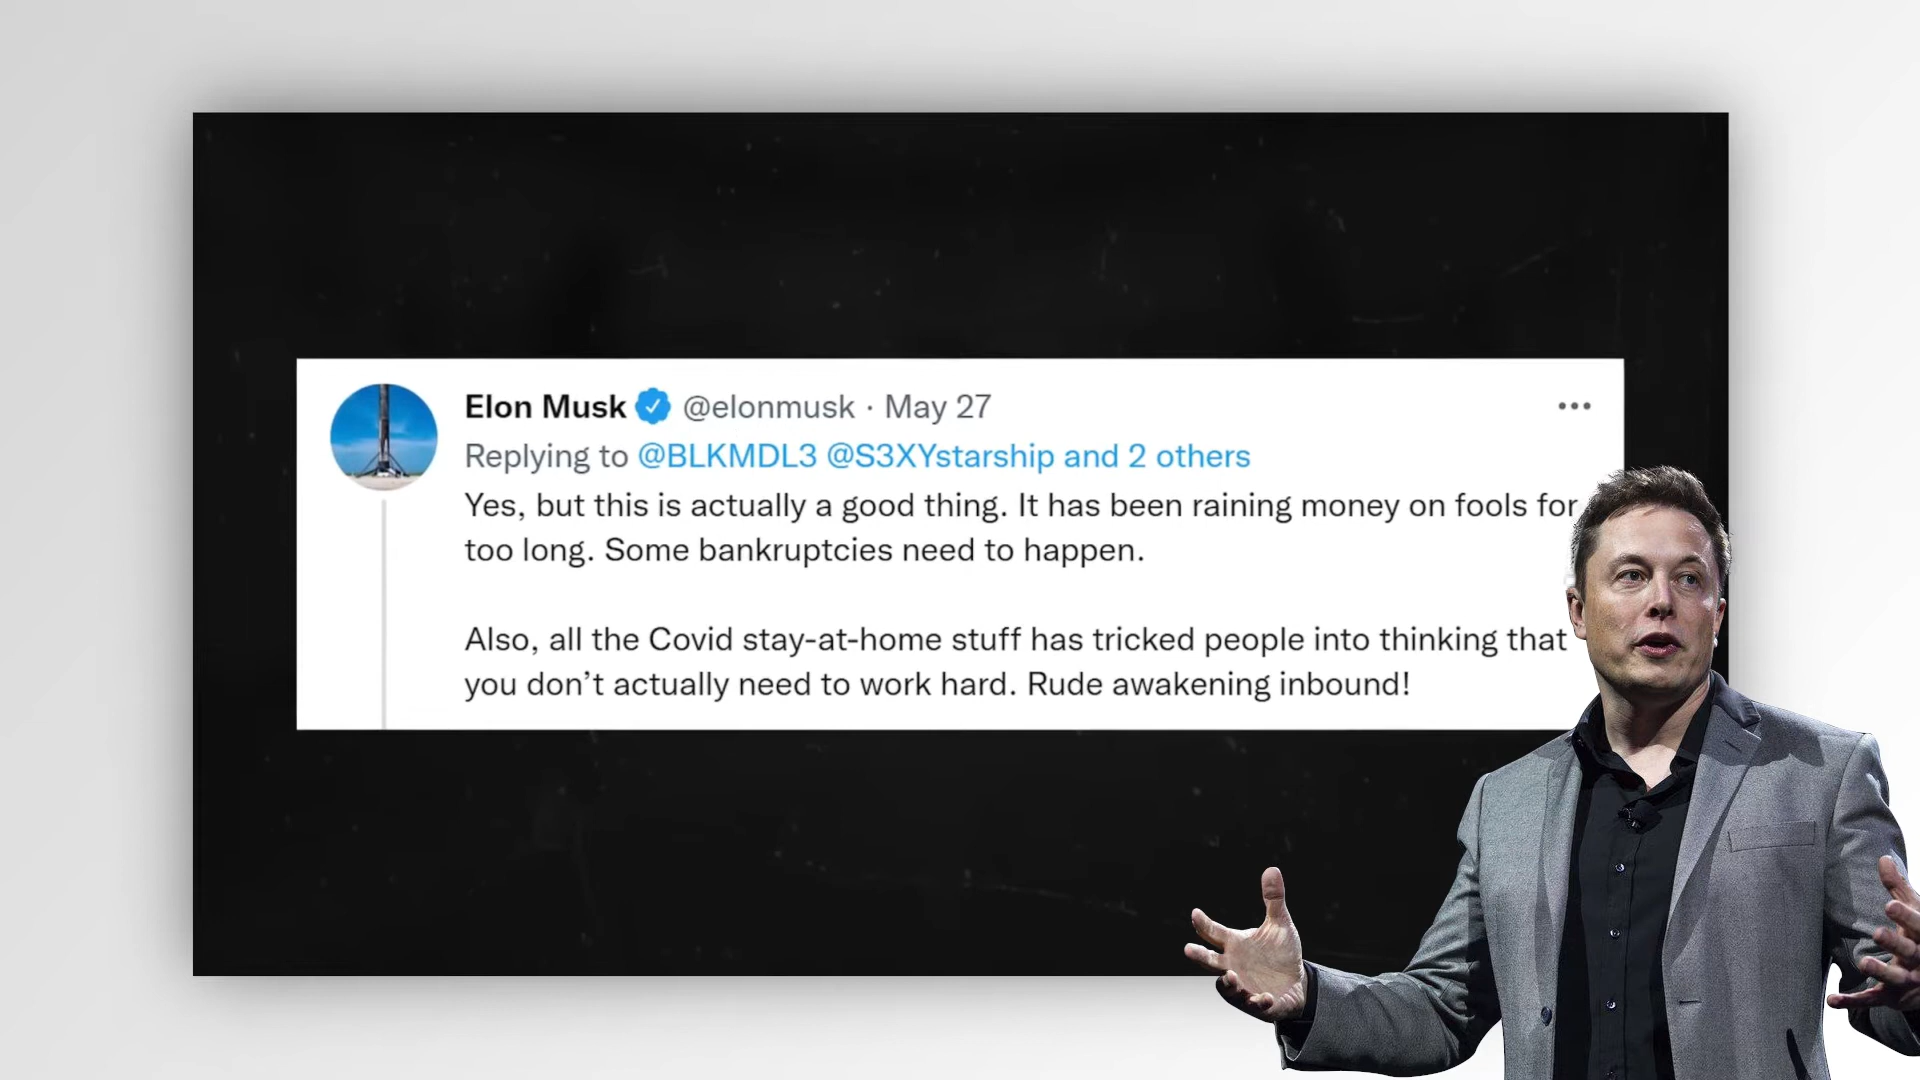 Elon Musk @elonmusk · May 27
Replying to @BLKMDL3 @S3XYstarship and 2 others
Yes, but this is actually a good thing. It has been raining money on fools for
too long. Some bankruptcies need to happen.
Also, all the Covid stay-at-home stuff has tricked people into thinking that
you don’t actually need to work hard. Rude awakening inbound!